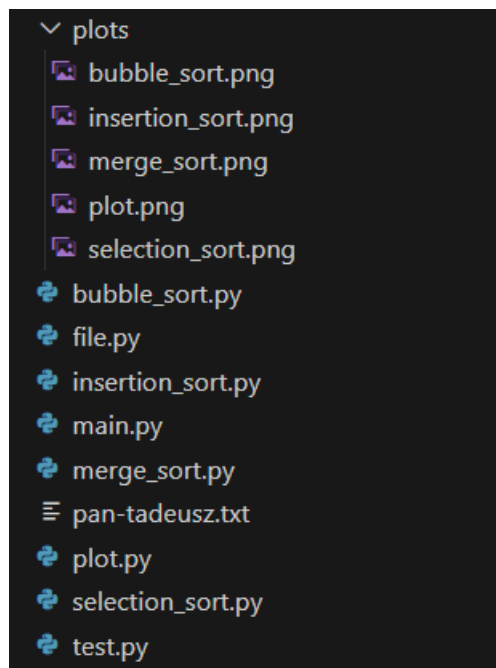 plots
bubble_sort.png
insertion_sort.png
merge_sort.png
plot.png
selection_sort.png
bubble_sort.py
file.py
insertion_sort.py
main.py
merge_sort.py
pan-tadeusz.txt
plot.py
selection_sort.py
test.py